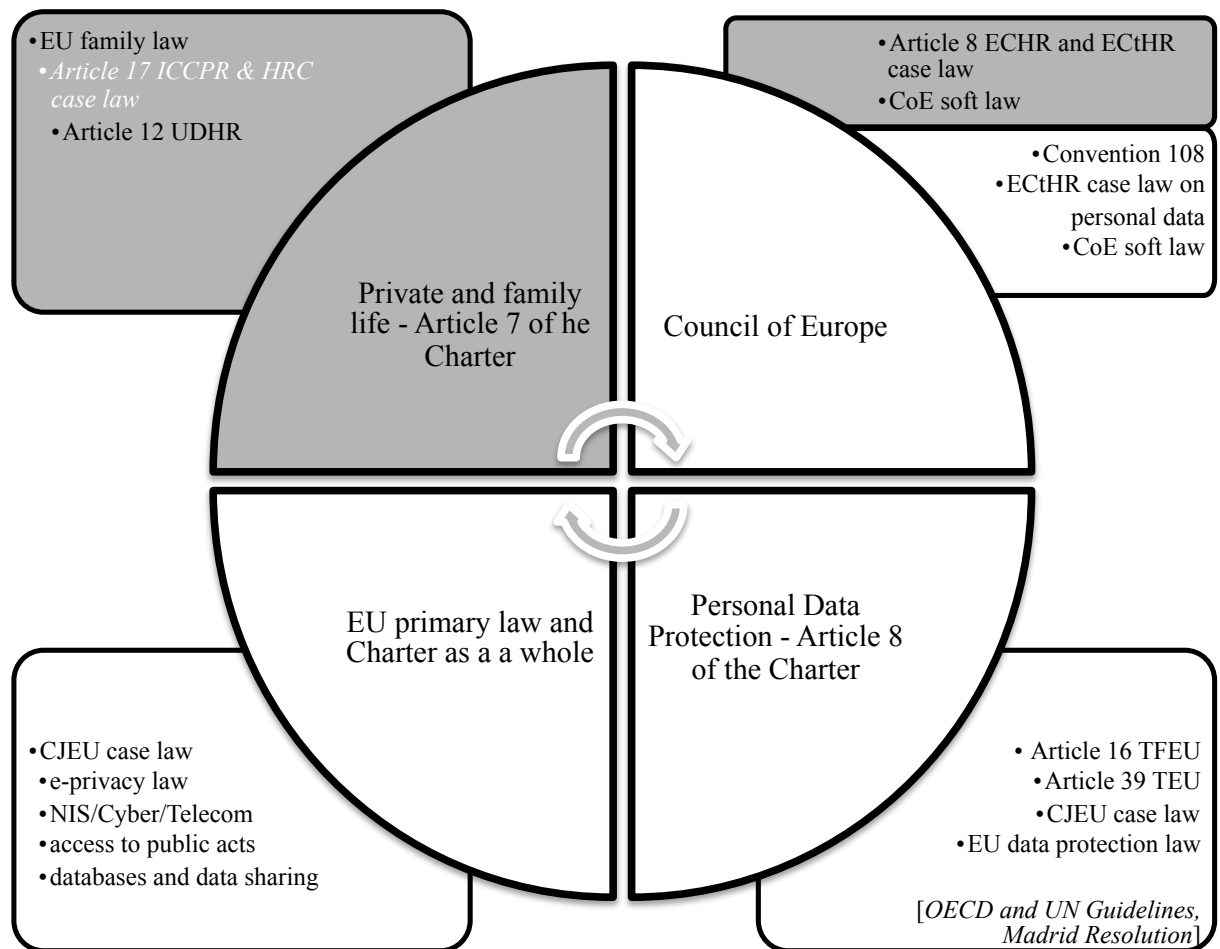 •EU family law
•Article 17 ICCPR & HRC
case law
•Article 12 UDHR
•Article 8 ECHR and ECtHR
case law
•CoE soft law
•Convention 108
•ECtHR case law on
personal data
•CoE soft law
Private and family
life - Article 7 of he
Charter
Council of Europe
EU primary law and
Charter as a a whole
Personal Data
Protection - Article 8
of the Charter
•CJEU case law
•e-privacy law
•NIS/Cyber/Telecom
•access to public acts
•databases and data sharing
• Article 16 TFEU
•Article 39 TEU
•CJEU case law
•EU data protection law
[OECD and UN Guidelines,
Madrid Resolution]